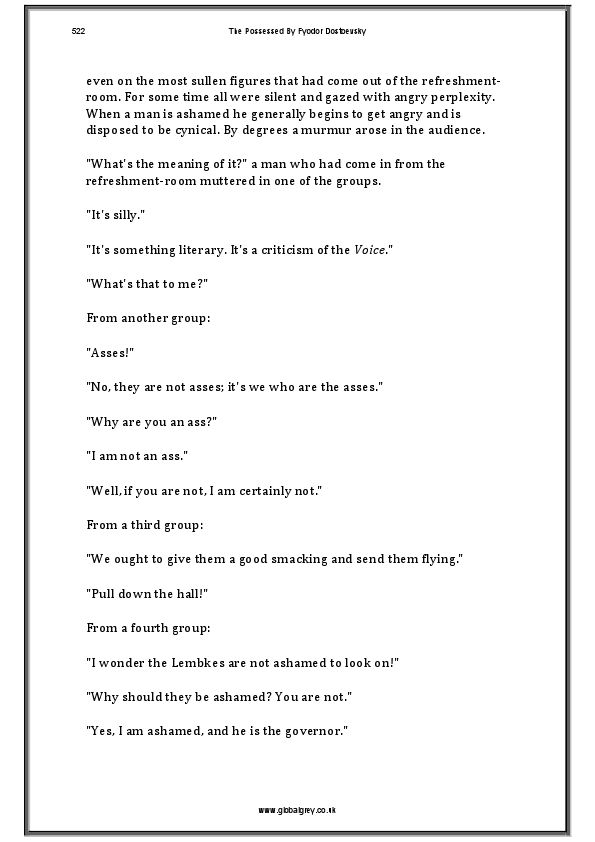 522
The Possessed By Fyodor Dostoevsky
even on the most sullen figures that had come out of the refreshment-
room. For some time all were silent and gazed with angry perplexity.
When a man is ashamed he generally begins to get angry and is
disposed to be cynical. By degrees a murmur arose in the audience.
"What's the meaning of it?" a man who had come in from the
refreshment-room muttered in one of the groups.
"It's silly."
"It's something literary. It's a criticism of the Voice."
"What's that to me?"
From another group:
"Asses!"
"No, they are not asses; it's we who are the asses."
"Why are you an ass?"
"I am not an ass."
"Well, if you are not, I am certainly not."
From a third group:
"We ought to give them a good smacking and send them flying."
"Pull down the hall!"
From a fourth group:
"I wonder the Lembkes are not ashamed to look on!"
"Why should they be ashamed? You are not."
"Yes, I am ashamed, and he is the governor."
www.globalgrey.co.uk